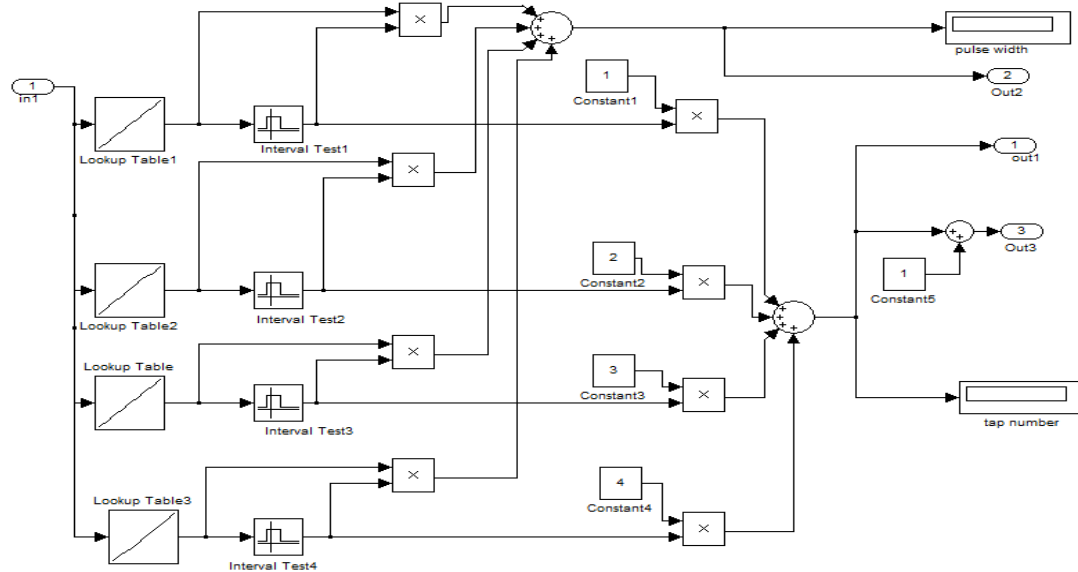 ×
+
+
+
+
pulse width
1
in1
1
Constant1
×
2
Out2
Lookup Table1
Interval Test1
×
1
out1
2
Constant2
×
+
+
3
Out3
1
Constant5
Lookup Table2
Interval Test2
+
+
+
+
×
3
Constant3
×
Lookup Table
Interval Test3
tap number
×
4
Constant4
×
Lookup Table3
Interval Test4